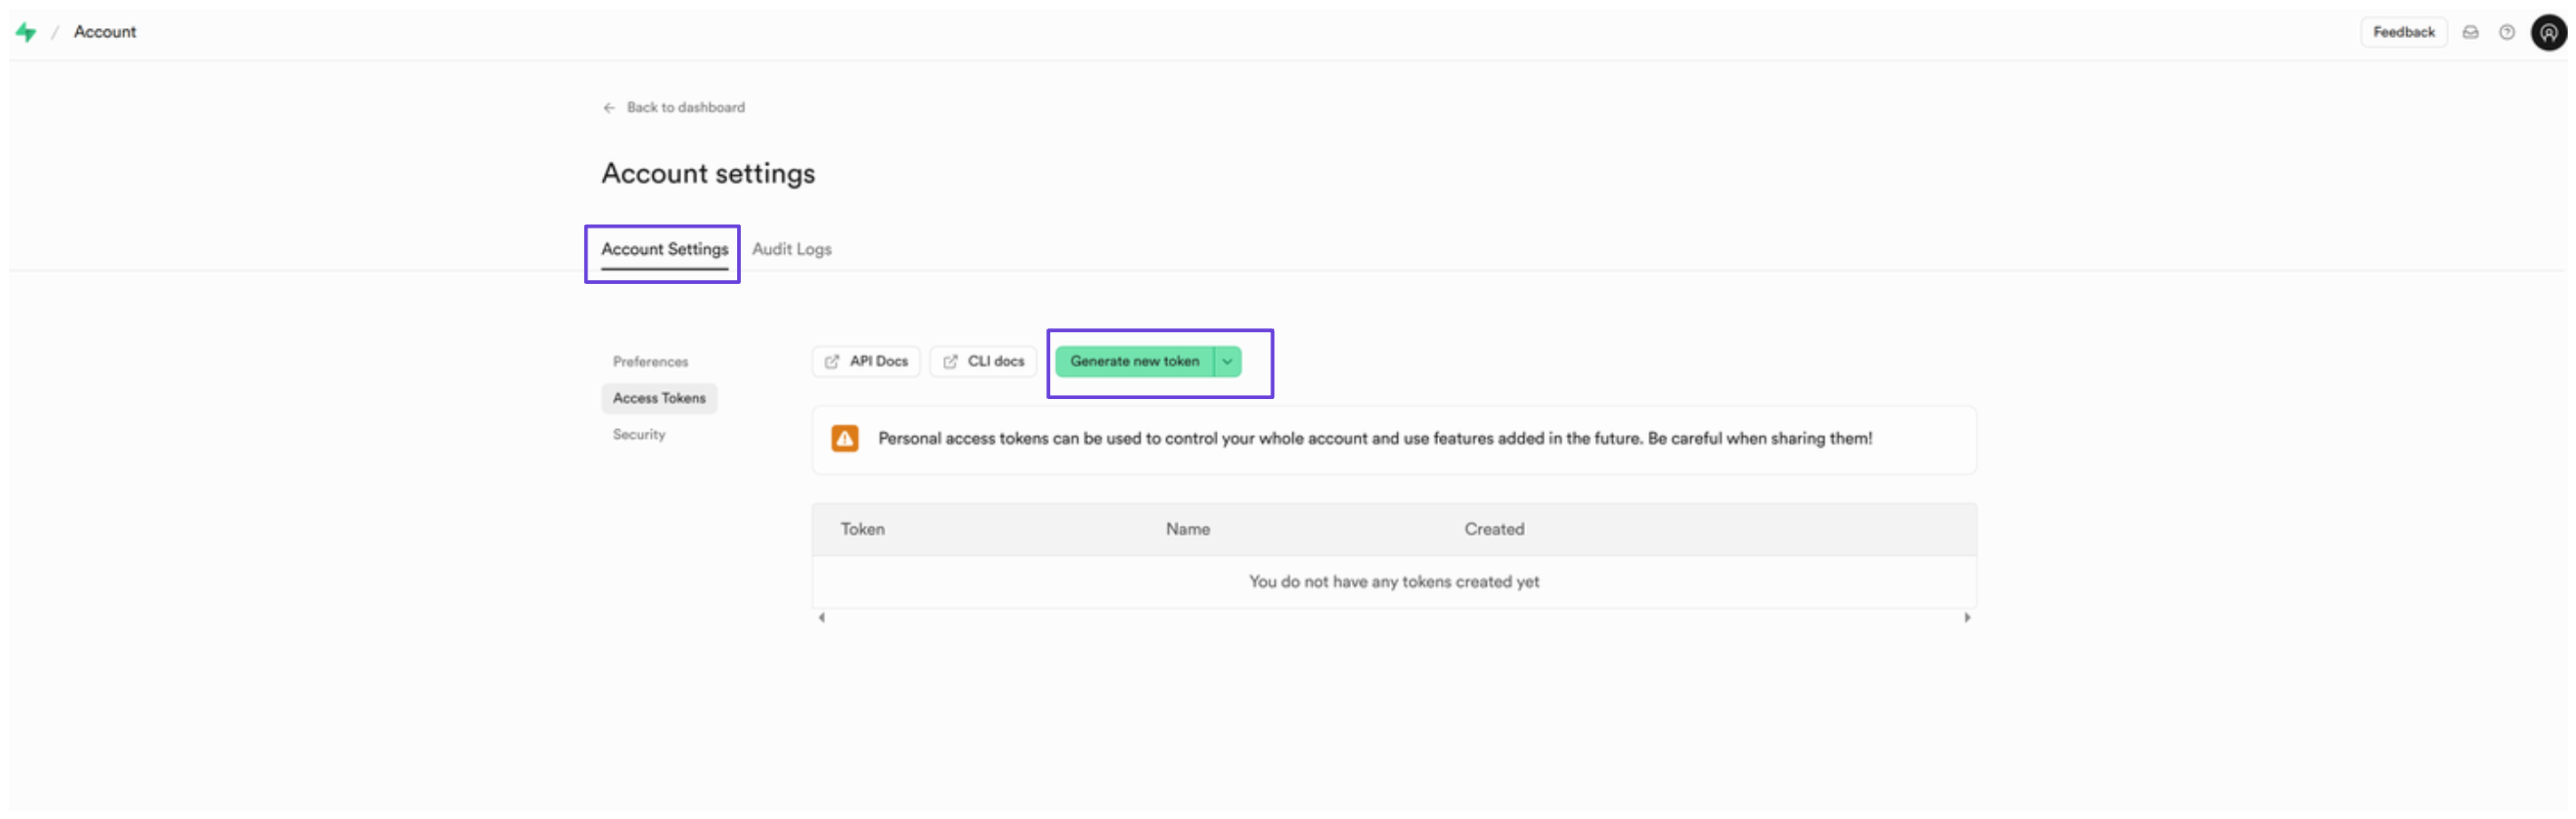 / Account
Feedback
Back to dashboard
Account settings
Account Settings
Audit Logs
Preferences
Access Tokens
Security
API Docs
CLI docs
Generate new token
Personal access tokens can be used to control your whole account and use features added in the future. Be careful when sharing them!
Token Name Created
You do not have any tokens created yet